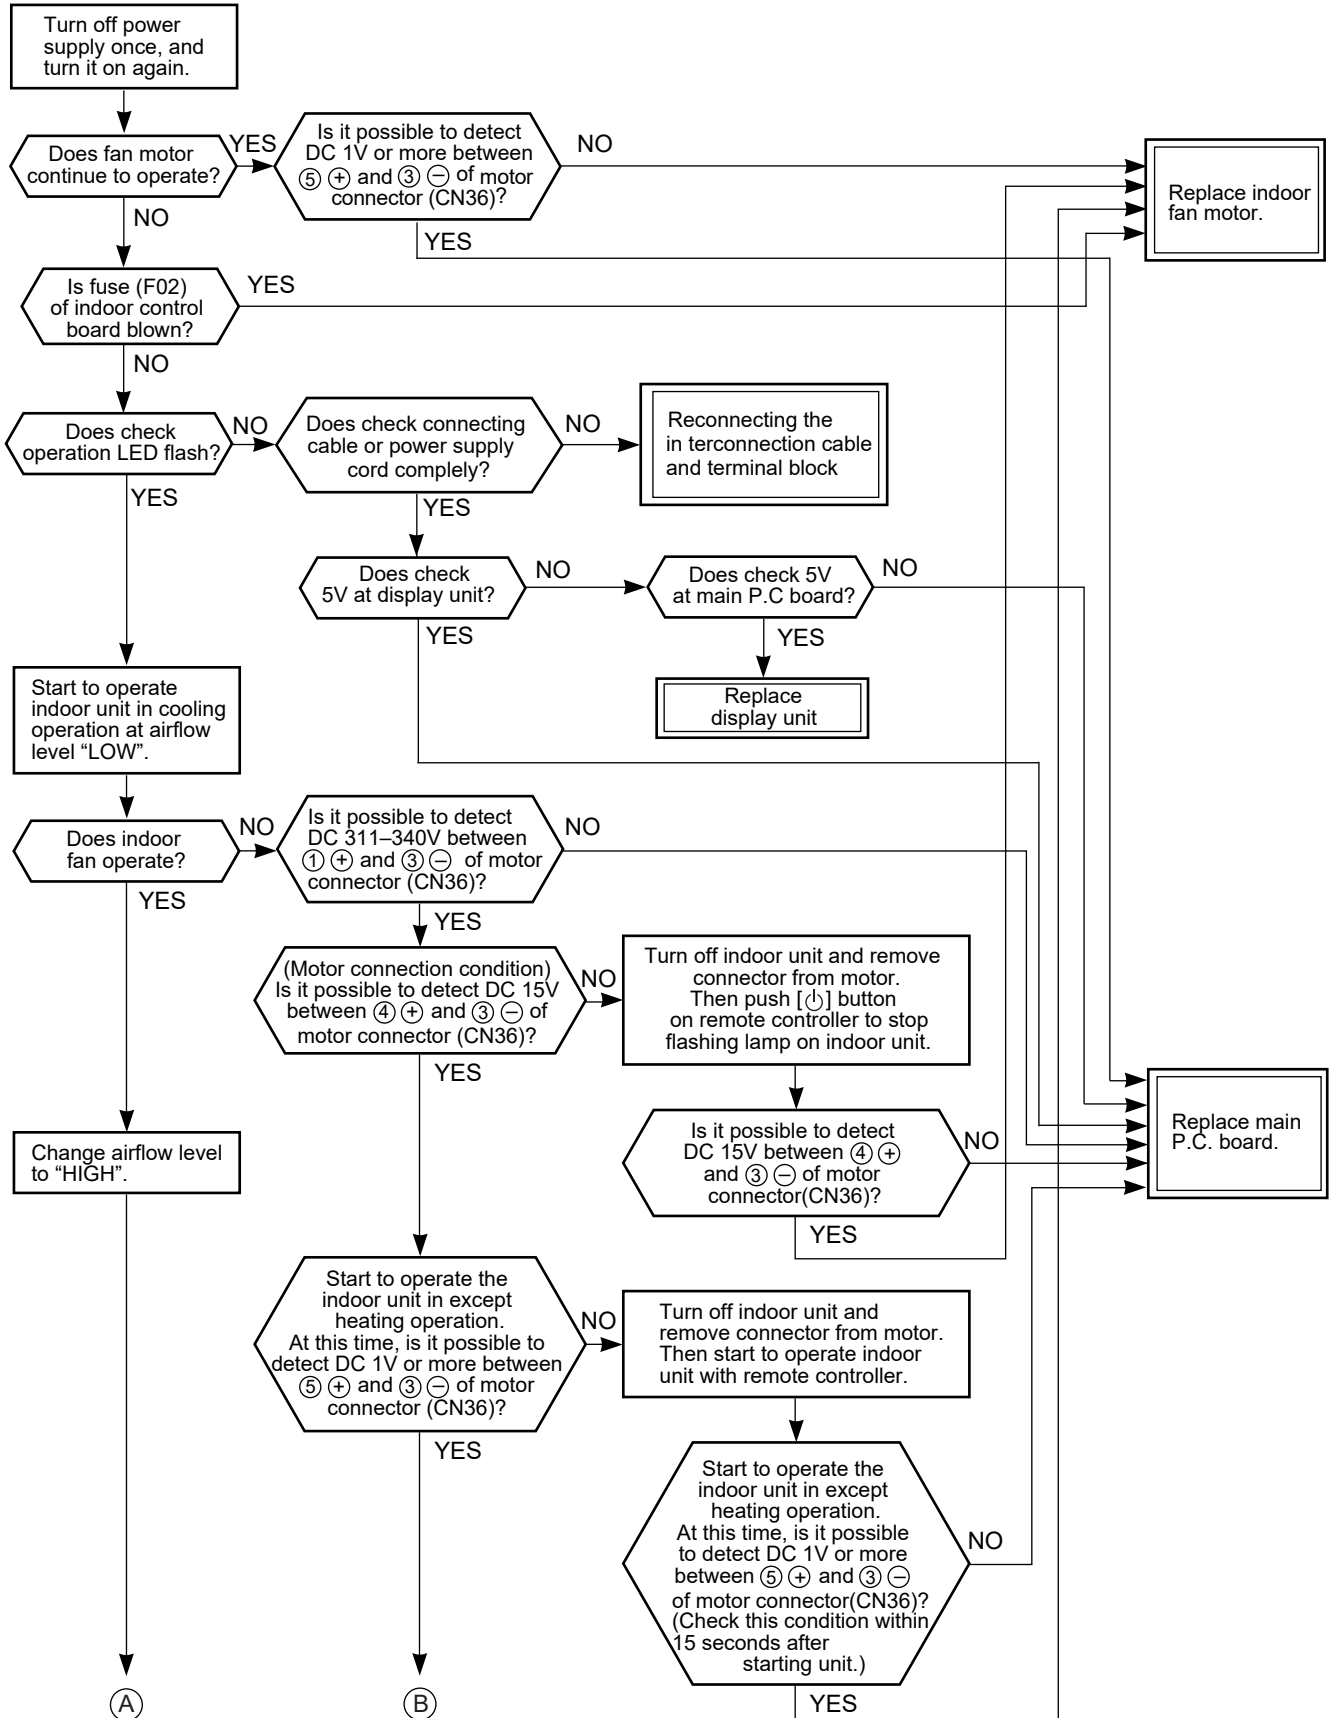 Turn off power
supply once, and
turn it on again.
Does fan motor
continue to operate?
YES
Is it possible to detect
DC 1V or more between
⑤ ⊕ and ③ ⊖ of motor
connector (CN36)?
NO
Replace indoor
fan motor.
NO
YES
Is fuse (F02)
of indoor control
board blown?
YES
NO
Does check
operation LED flash?
NO
Does check connecting
cable or power supply
cord complely?
NO
Reconnecting the
in terconnection cable
and terminal block
YES
YES
Does check
5V at display unit?
NO
Does check 5V
at main P.C board?
NO
YES
YES
Replace
display unit
Start to operate
indoor unit in cooling
operation at airflow
level “LOW”.
Does indoor
fan operate?
NO
Is it possible to detect
DC 311–340V between
① ⊕ and ③ ⊖ of motor
connector (CN36)?
NO
YES
YES
(Motor connection condition)
Is it possible to detect DC 15V
between ④ ⊕ and ③ ⊖ of
motor connector (CN36)?
NO
Turn off indoor unit and remove
connector from motor.
Then push [⏻] button
on remote controller to stop
flashing lamp on indoor unit.
YES
Change airflow level
to “HIGH”.
Is it possible to detect
DC 15V between ④ ⊕
and ③ ⊖ of motor
connector(CN36)?
NO
Replace main
P.C. board.
YES
Start to operate the
indoor unit in except
heating operation.
At this time, is it possible to
detect DC 1V or more between
⑤ ⊕ and ③ ⊖ of motor
connector (CN36)?
NO
Turn off indoor unit and
remove connector from motor.
Then start to operate indoor
unit with remote controller.
YES
Start to operate the
indoor unit in except
heating operation.
At this time, is it possible
to detect DC 1V or more
between ⑤ ⊕ and ③ ⊖
of motor connector(CN36)?
(Check this condition within
15 seconds after
starting unit.)
NO
YES
Ⓐ
Ⓑ